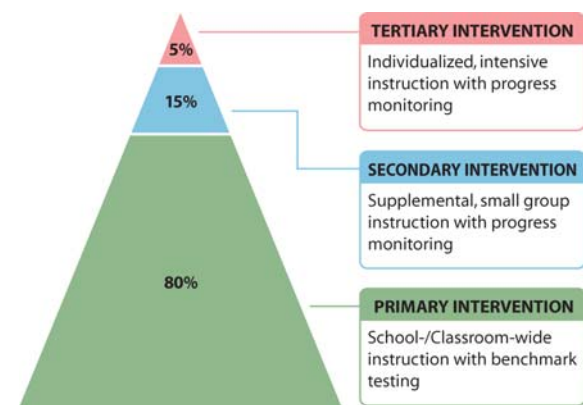 TERTIARY INTERVENTION
Individualized, intensive
instruction with progress
monitoring
5%
15%
SECONDARY INTERVENTION
Supplemental, small group
instruction with progress
monitoring
80%
PRIMARY INTERVENTION
School-/Classroom-wide
instruction with benchmark
testing